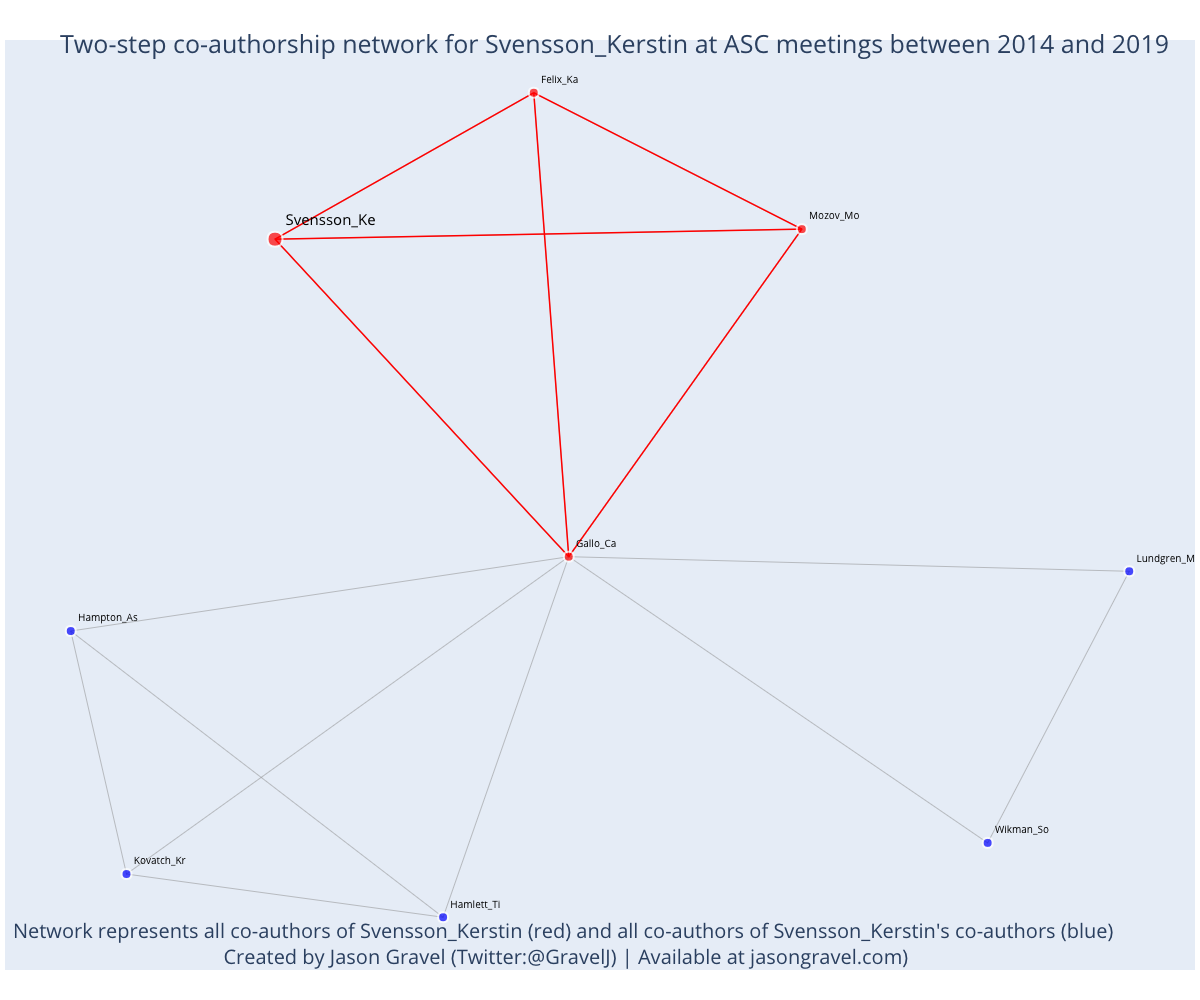 Two-step co-authorship network for Svensson_Kerstin at ASC meetings between 2014 and 2019
Felix_Ka
Svensson_Ke
Mozov_Mo
Gallo_Ca
Lundgren_M
Hampton_As
Wikman_So
Kovatch_Kr
Hamlett_Ti
Network represents all co-authors of Svensson_Kerstin (red) and all co-authors of Svensson_Kerstin's co-authors (blue)
Created by Jason Gravel (Twitter:@GravelJ) | Available at jasongravel.com)